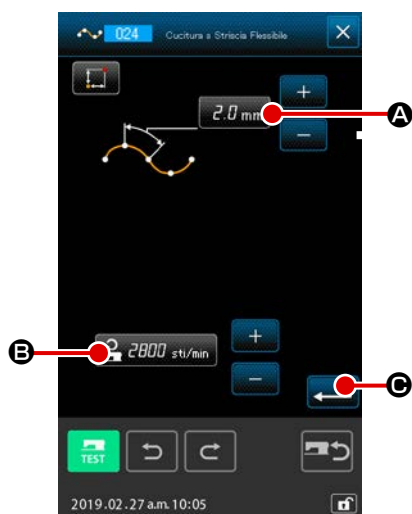 024 Cucitura a Striscia Flessibile
2.0 mm
A
B
2800 sti/min
C
TEST
2019.02.27 a.m. 10:05